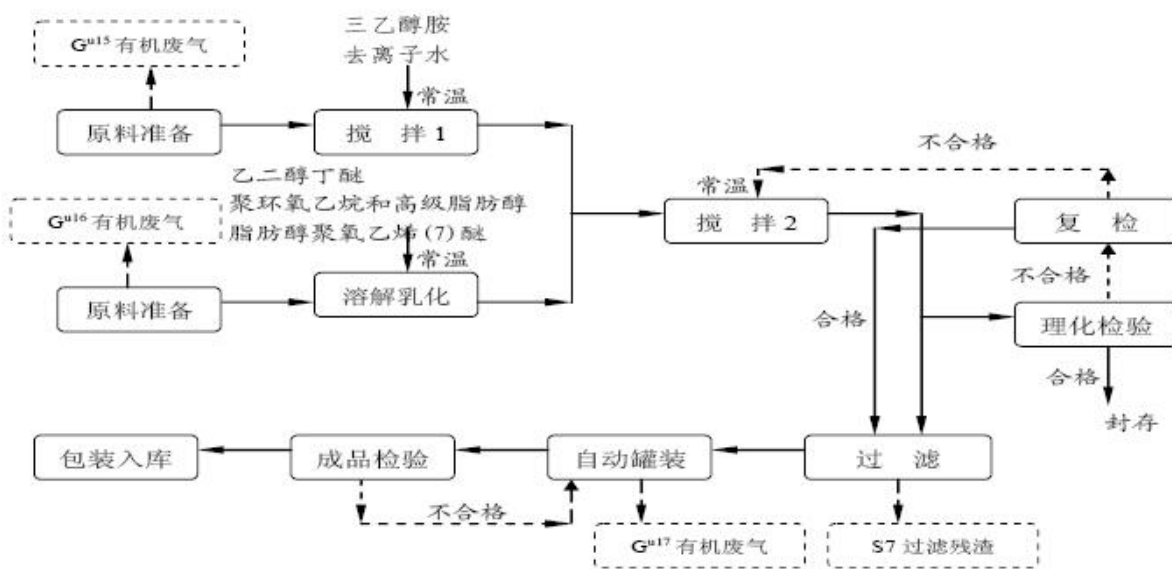 三乙醇胺
去离子水
Gu15 有机废气
常温
原料准备
搅 拌 1
不合格
乙二醇丁醚
聚环氧乙烷和高级脂肪醇
脂肪醇聚氧乙烯(7)醚
Gu16 有机废气
常温
搅 拌 2
复 检
常温
不合格
原料准备
溶解乳化
合格
理化检验
合格
封存
包装入库
成品检验
自动罐装
过 滤
不合格
Gu17 有机废气
S7 过滤残渣